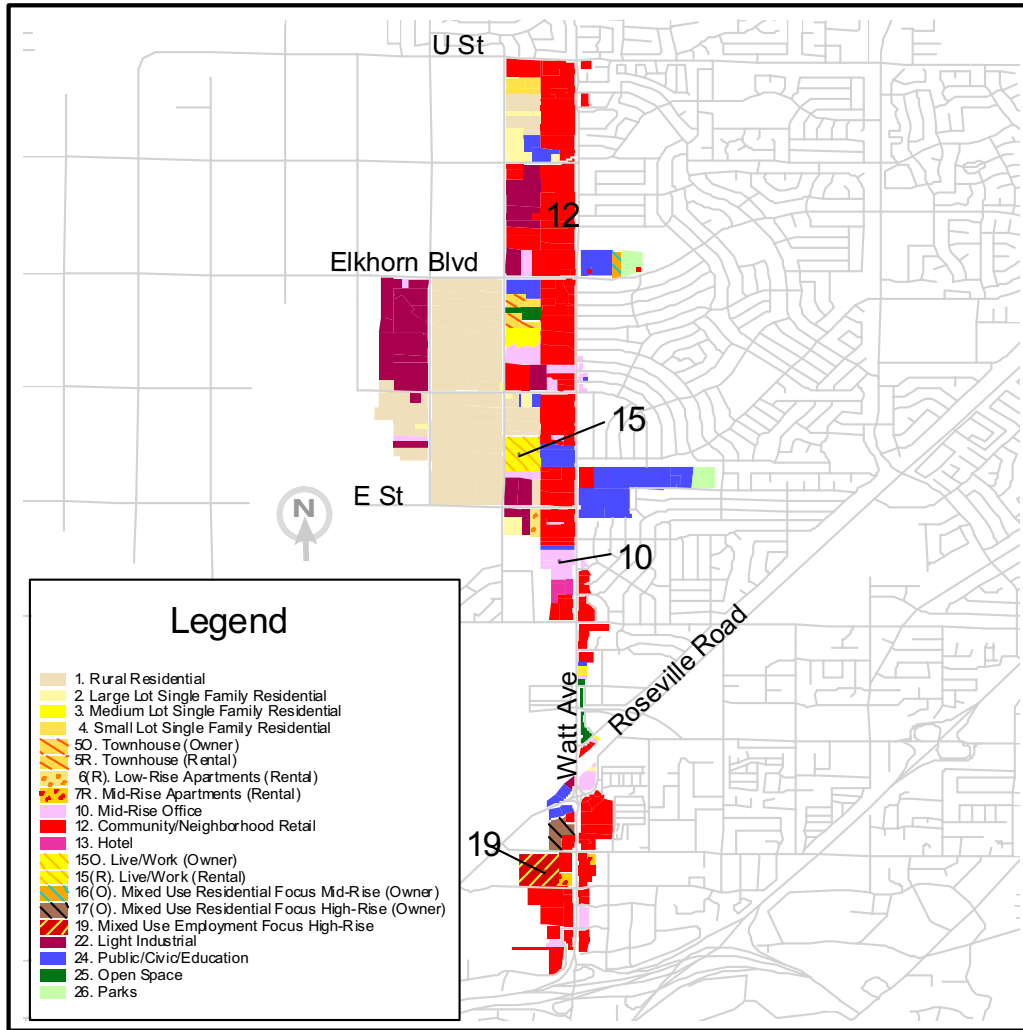 U St
12
Elkhorn Blvd
15
E St
N
10
Legend
1. Rural Residential
2. Large Lot Single Family Residential
3. Medium Lot Single Family Residential
4. Small Lot Single Family Residential
5O. Townhouse (Owner)
5R. Townhouse (Rental)
6(R). Low-Rise Apartments (Rental)
7R. Mid-Rise Apartments (Rental)
10. Mid-Rise Office
12. Community/Neighborhood Retail
13. Hotel
15O. Live/Work (Owner)
15(R). Live/Work (Rental)
16(O). Mixed Use Residential Focus Mid-Rise (Owner)
17(O). Mixed Use Residential Focus High-Rise (Owner)
19. Mixed Use Employment Focus High-Rise
22. Light Industrial
24. Public/Civic/Education
25. Open Space
26. Parks
Roseville Road
Watt Ave
19